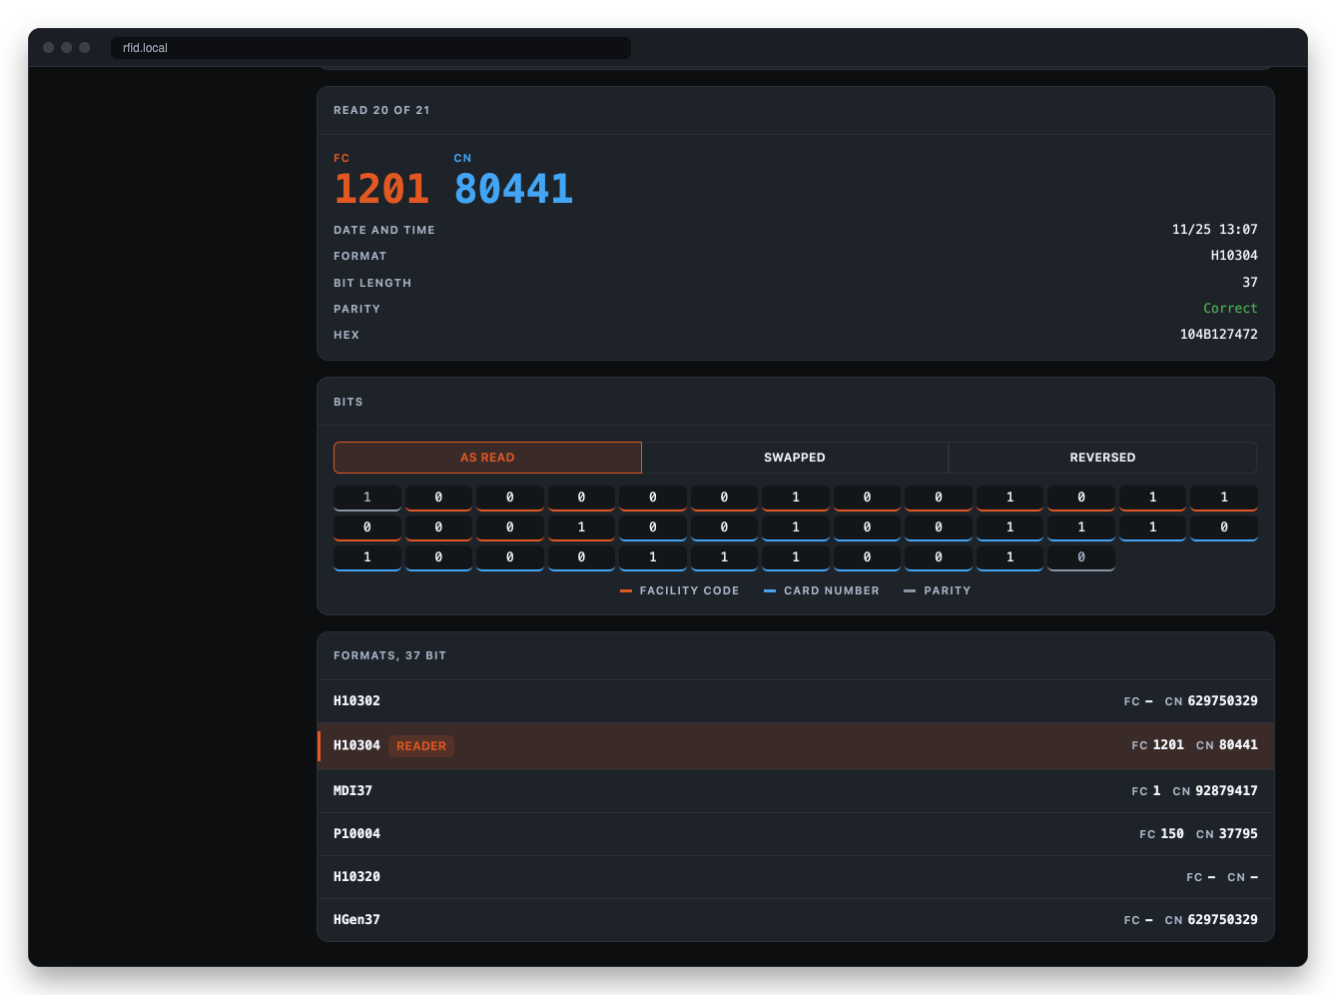 rfid.local
READ 20 OF 21
FC CN
1201 80441
DATE AND TIME 11/25 13:07
FORMAT H10304
BIT LENGTH 37
PARITY Correct
HEX 104B127472
BITS
AS READ SWAPPED REVERSED
1 0 0 0 0 0 1 0 0 1 0 1 1
0 0 0 1 0 0 1 0 0 1 1 1 0
1 0 0 0 1 1 1 0 0 1 0
FACILITY CODE CARD NUMBER PARITY
FORMATS, 37 BIT
H10302 FC – CN 629750329
H10304 READER FC 1201 CN 80441
MDI37 FC 1 CN 92879417
P10004 FC 150 CN 37795
H10320 FC – CN –
HGen37 FC – CN 629750329